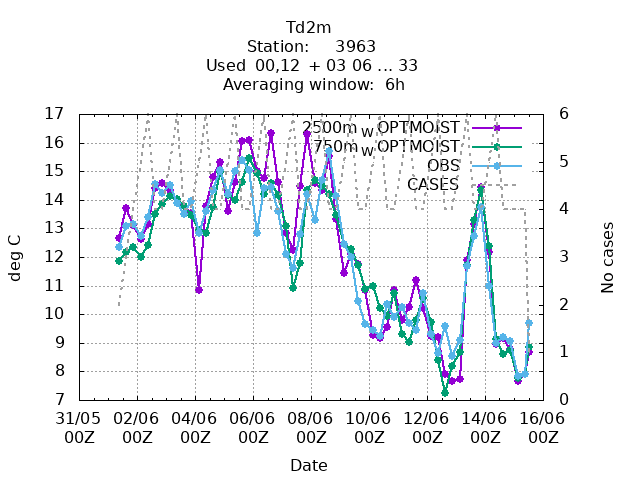 Td2m
Station: 3963
Used 00,12 + 03 06 ... 33
Averaging window: 6h
17
16
15
14
13
12
11
10
9
8
7
deg C
6
5
4
3
2
1
0
No cases
2500m_W OPTMOIST
750m_W OPTMOIST
OBS
CASES
31/05 02/06 04/06 06/06 08/06 10/06 12/06 14/06 16/06
00Z 00Z 00Z 00Z 00Z 00Z 00Z 00Z 00Z
Date